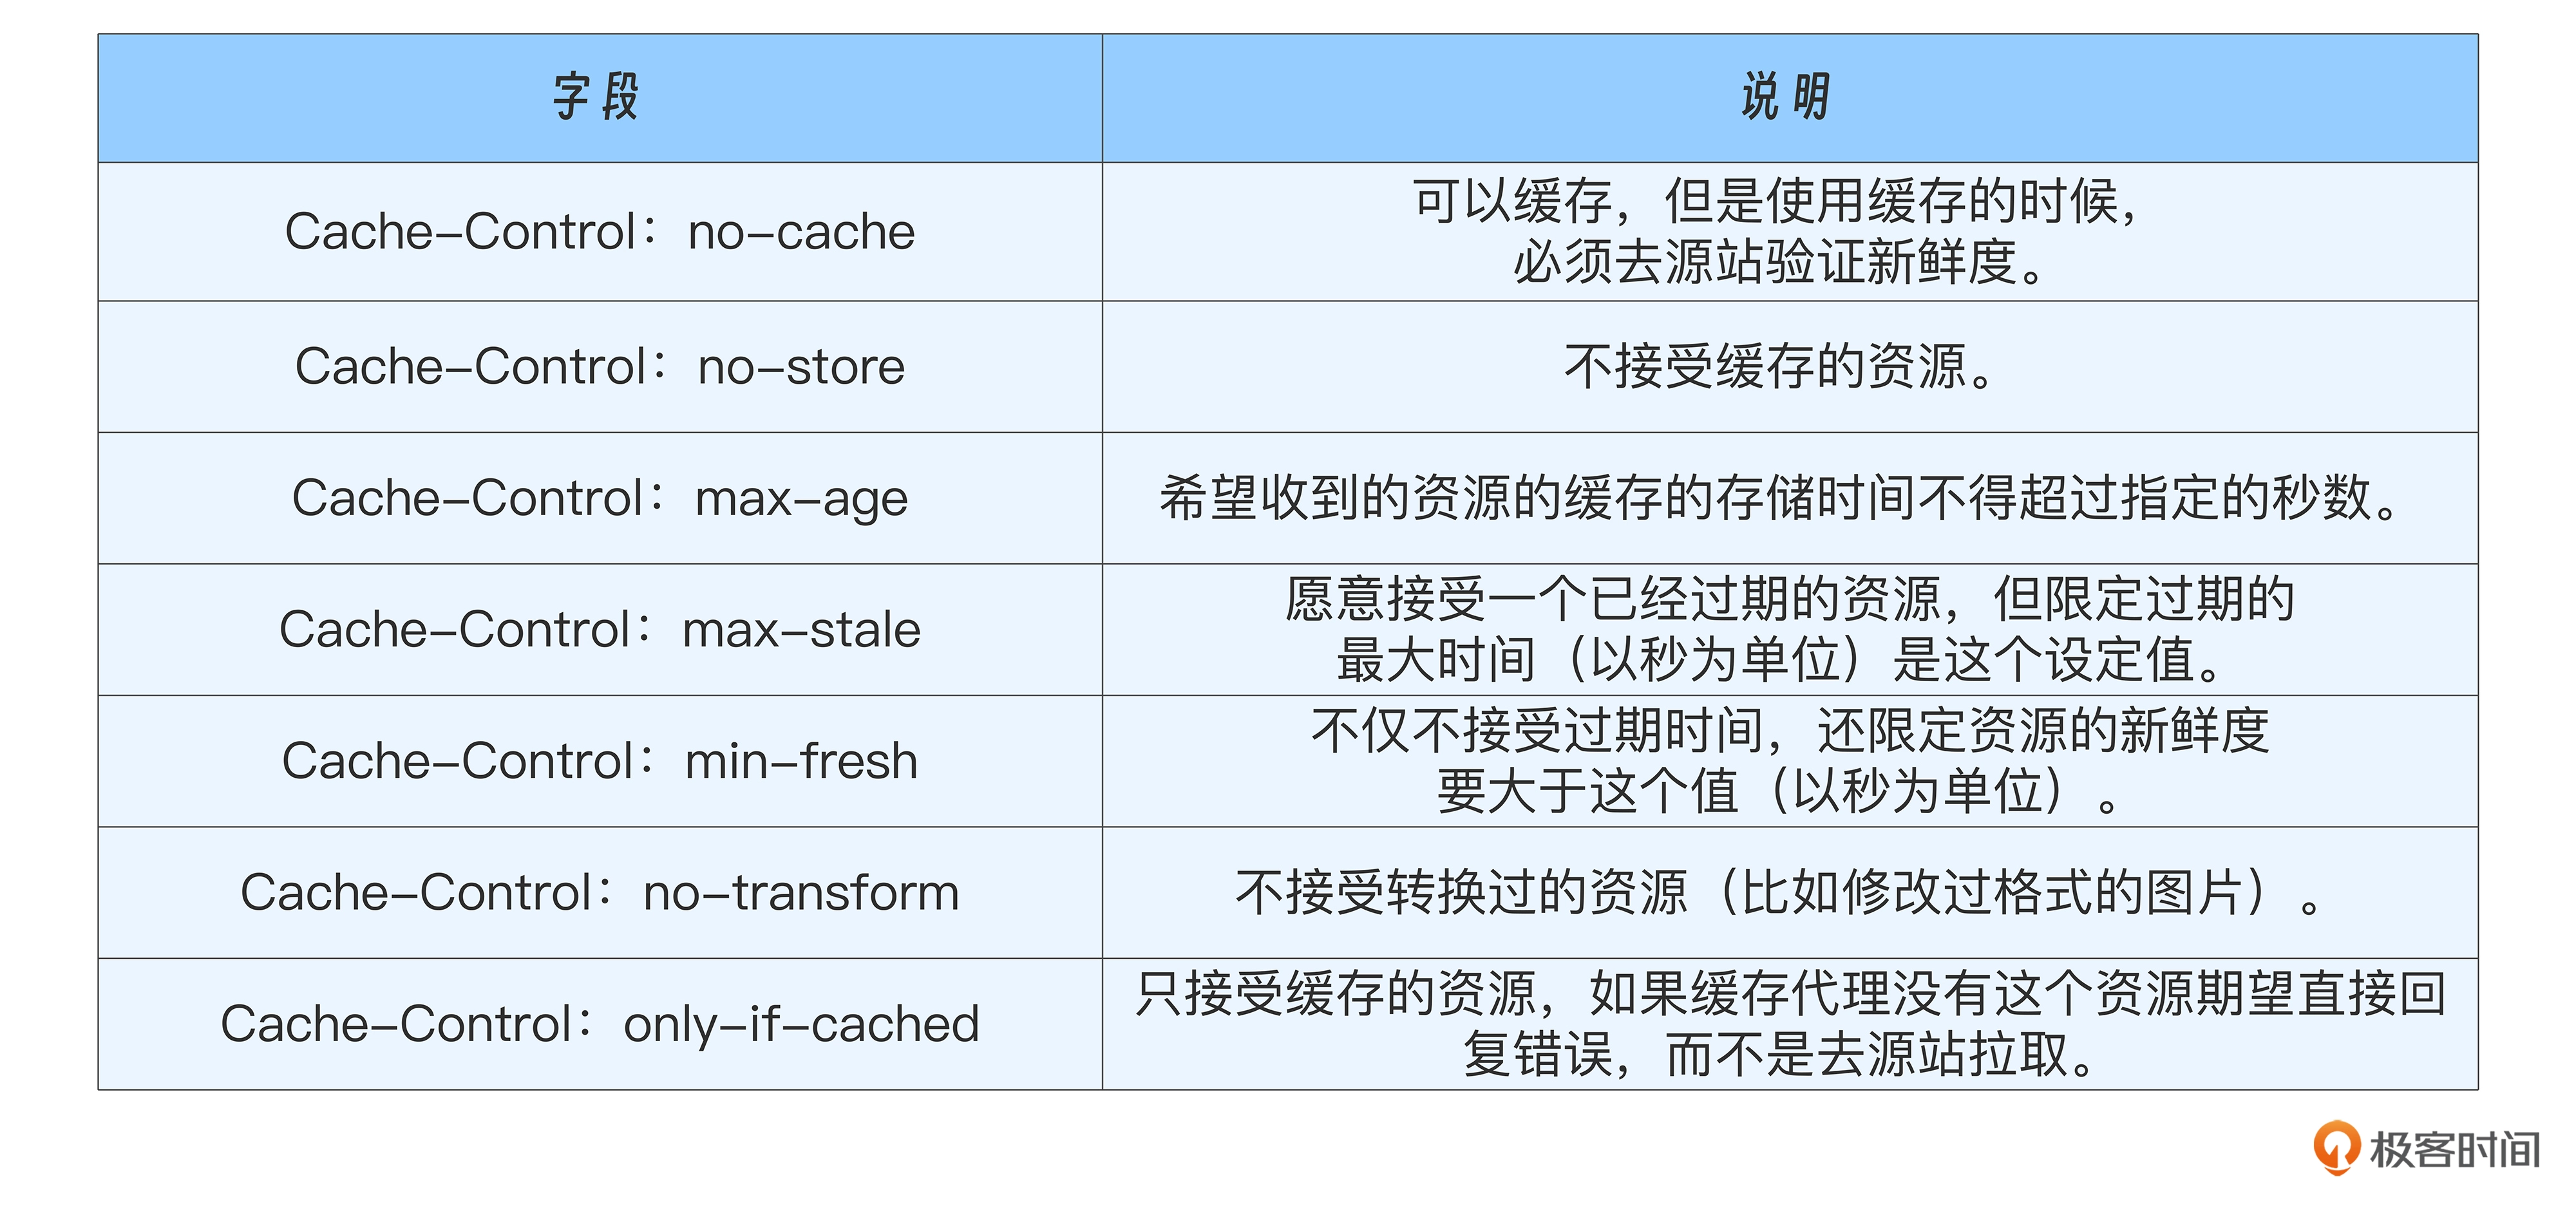 字段
说明
Cache-Control：no-cache
可以缓存，但是使用缓存的时候，
必须去源站验证新鲜度。
Cache-Control：no-store
不接受缓存的资源。
Cache-Control：max-age
希望收到的资源的缓存的存储时间不得超过指定的秒数。
Cache-Control：max-stale
愿意接受一个已经过期的资源，但限定过期的
最大时间（以秒为单位）是这个设定值。
Cache-Control：min-fresh
不仅不接受过期时间，还限定资源的新鲜度
要大于这个值（以秒为单位）。
Cache-Control：no-transform
不接受转换过的资源（比如修改过格式的图片）。
Cache-Control：only-if-cached
只接受缓存的资源，如果缓存代理没有这个资源期望直接回
复错误，而不是去源站拉取。
极客时间